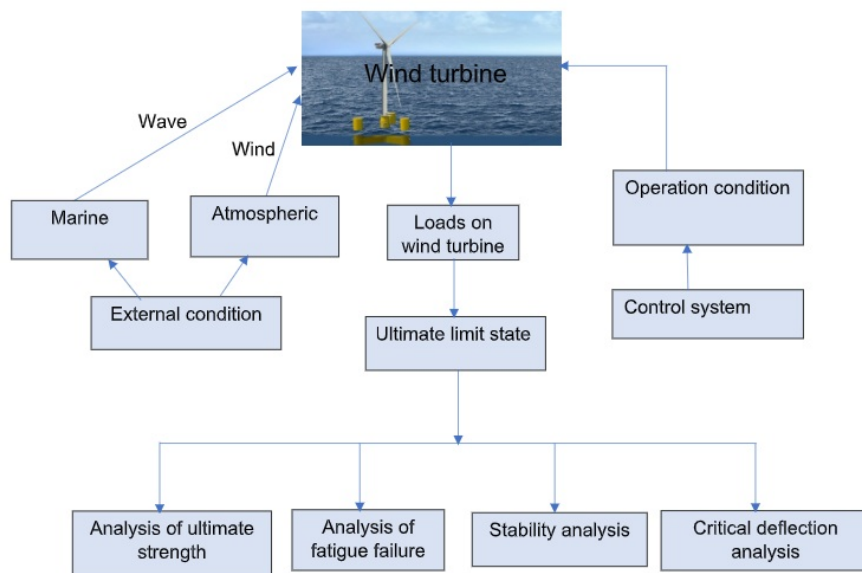 Wind turbine
Wave
Wind
Marine
Atmospheric
Loads on
wind turbine
Operation condition
External condition
Control system
Ultimate limit state
Analysis of ultimate
strength
Analysis of
fatigue failure
Stability analysis
Critical deflection
analysis